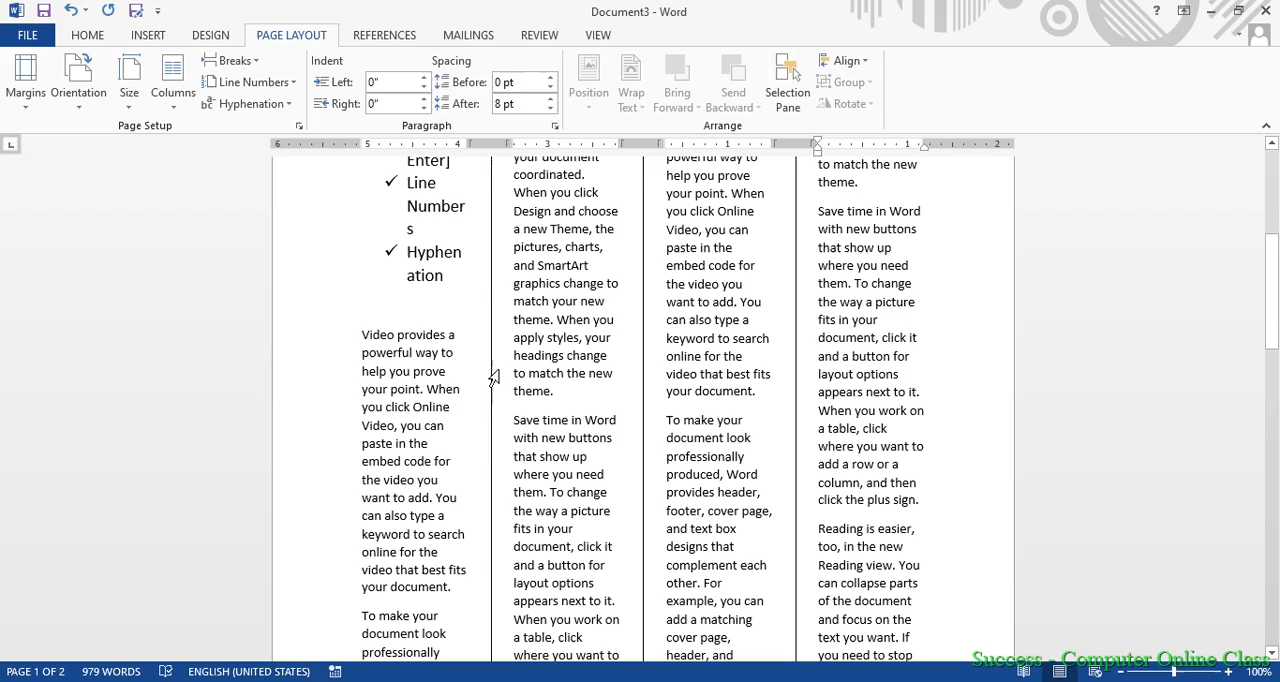 Document3 - Word
FILE
HOME
INSERT
DESIGN
PAGE LAYOUT
REFERENCES
MAILINGS
REVIEW
VIEW
Margins
Orientation
Size
Columns
Breaks
Line Numbers
Hyphenation
Page Setup
Indent
Spacing
Left: 0"
Right: 0"
Before: 0 pt
After: 8 pt
Paragraph
Position
Wrap
Text
Bring
Forward
Send
Backward
Selection
Pane
Align
Group
Rotate
Arrange
6 5 4 3 1 1 2
Enter]
✓ Line
Number
s
✓ Hyphen
ation
Video provides a
powerful way to
help you prove
your point. When
you click Online
Video, you can
paste in the
embed code for
the video you
want to add. You
can also type a
keyword to search
online for the
video that best fits
your document.
To make your
document look
professionally
your document
coordinated.
When you click
Design and choose
a new Theme, the
pictures, charts,
and SmartArt
graphics change to
match your new
theme. When you
apply styles, your
headings change
to match the new
theme.
Save time in Word
with new buttons
that show up
where you need
them. To change
the way a picture
fits in your
document, click it
and a button for
layout options
appears next to it.
When you work on
a table, click
where you want to
powerful way to
help you prove
your point. When
you click Online
Video, you can
paste in the
embed code for
the video you
want to add. You
can also type a
keyword to search
online for the
video that best fits
your document.
To make your
document look
professionally
produced, Word
provides header,
footer, cover page,
and text box
designs that
complement each
other. For
example, you can
add a matching
cover page,
header, and
to match the new
theme.
Save time in Word
with new buttons
that show up
where you need
them. To change
the way a picture
fits in your
document, click it
and a button for
layout options
appears next to it.
When you work on
a table, click
where you want to
add a row or a
column, and then
click the plus sign.
Reading is easier,
too, in the new
Reading view. You
can collapse parts
of the document
and focus on the
text you want. If
you need to stop
Success - Computer Online Class
PAGE 1 OF 2
979 WORDS
ENGLISH (UNITED STATES)
100%